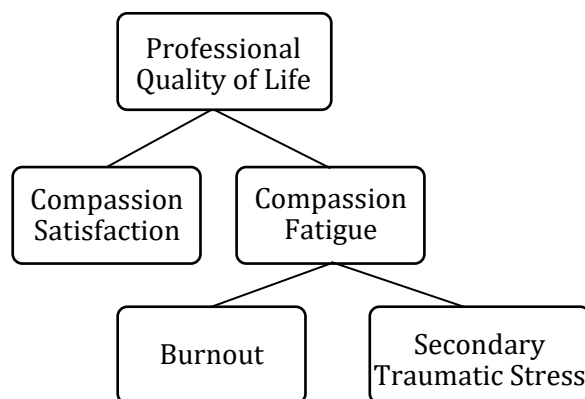 Professional
Quality of Life
Compassion
Satisfaction
Compassion
Fatigue
Burnout
Secondary
Traumatic Stress